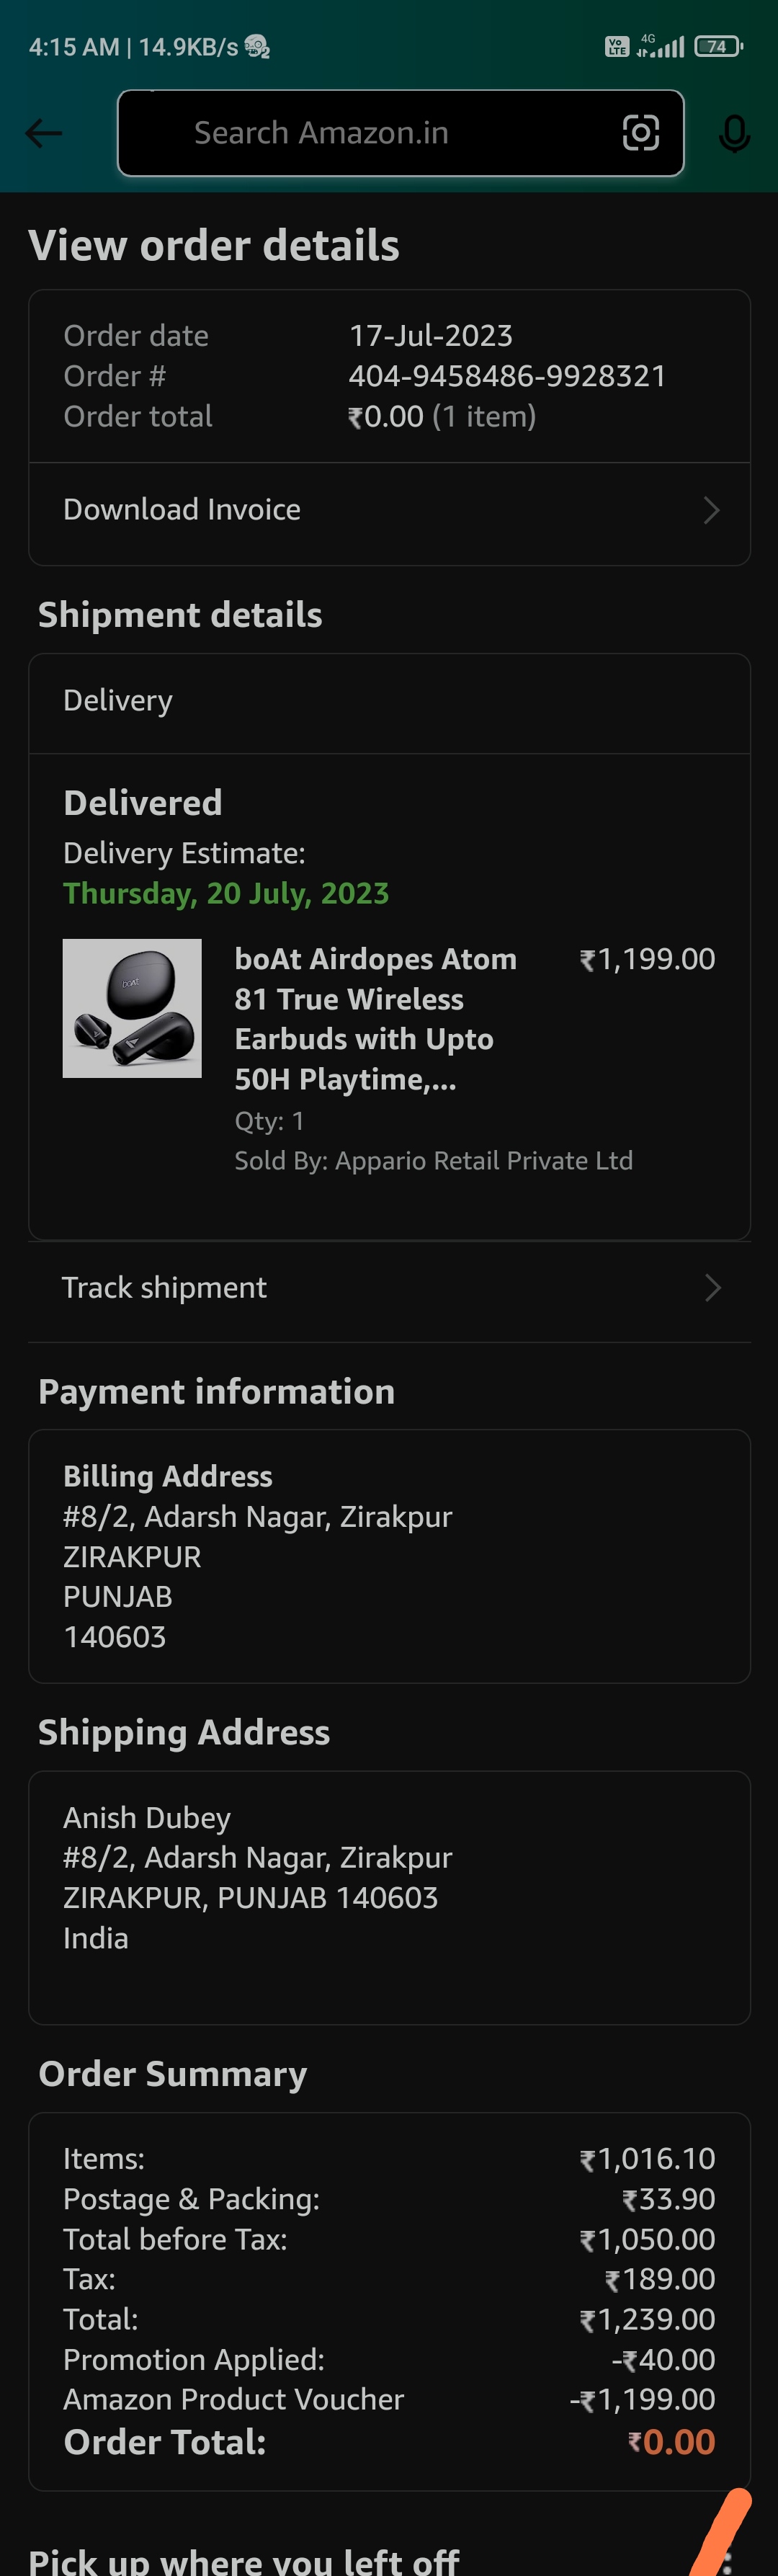 4:15 AM | 14.9KB/s
Vo LTE 4G 74
Search Amazon.in
View order details
Order date 17-Jul-2023
Order # 404-9458486-9928321
Order total ₹0.00 (1 item)
Download Invoice
Shipment details
Delivery
Delivered
Delivery Estimate:
Thursday, 20 July, 2023
boAt
boAt Airdopes Atom ₹1,199.00
81 True Wireless
Earbuds with Upto
50H Playtime,...
Qty: 1
Sold By: Appario Retail Private Ltd
Track shipment
Payment information
Billing Address
#8/2, Adarsh Nagar, Zirakpur
ZIRAKPUR
PUNJAB
140603
Shipping Address
Anish Dubey
#8/2, Adarsh Nagar, Zirakpur
ZIRAKPUR, PUNJAB 140603
India
Order Summary
Items: ₹1,016.10
Postage & Packing: ₹33.90
Total before Tax: ₹1,050.00
Tax: ₹189.00
Total: ₹1,239.00
Promotion Applied: -₹40.00
Amazon Product Voucher -₹1,199.00
Order Total: ₹0.00
Pick up where you left off